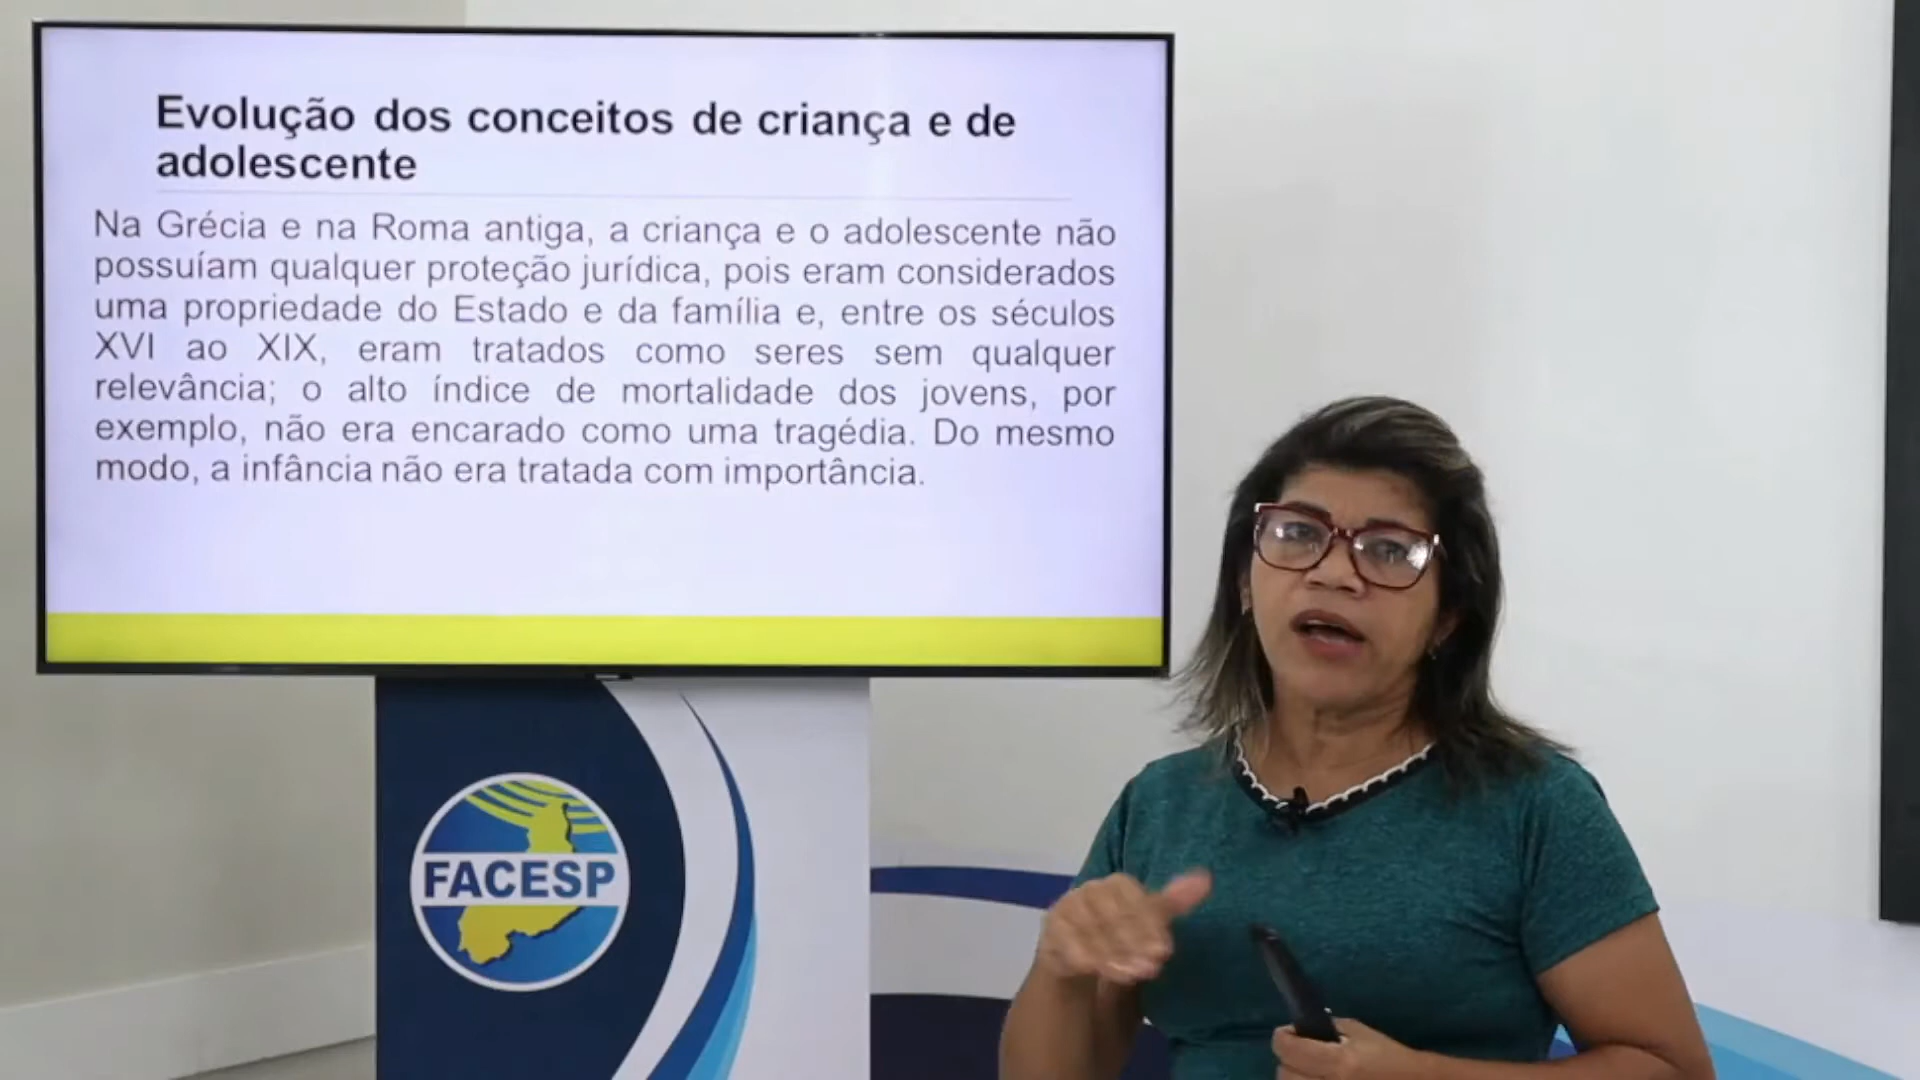 Evolução dos conceitos de criança e de
adolescente
Na Grécia e na Roma antiga, a criança e o adolescente não
possuíam qualquer proteção jurídica, pois eram considerados
uma propriedade do Estado e da família e, entre os séculos
XVI ao XIX, eram tratados como seres sem qualquer
relevância; o alto índice de mortalidade dos jovens, por
exemplo, não era encarado como uma tragédia. Do mesmo
modo, a infância não era tratada com importância.
FACESP